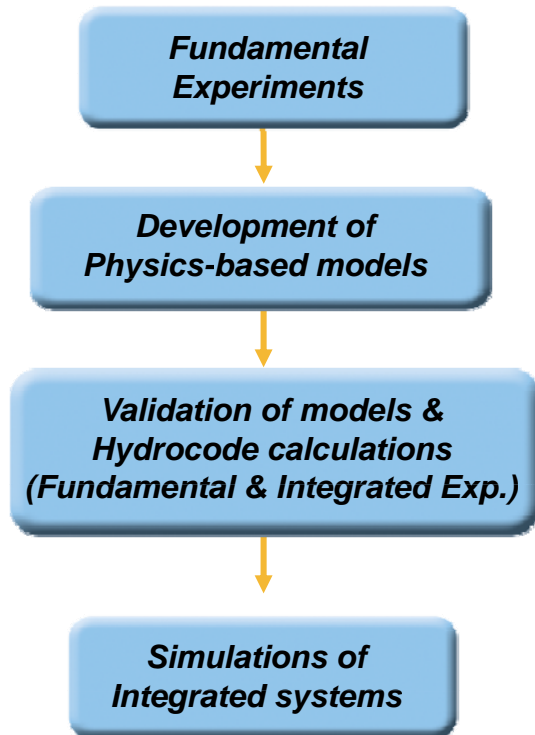 Fundamental
Experiments
Development of
Physics-based models
Validation of models &
Hydrocode calculations
(Fundamental & Integrated Exp.)
Simulations of
Integrated systems